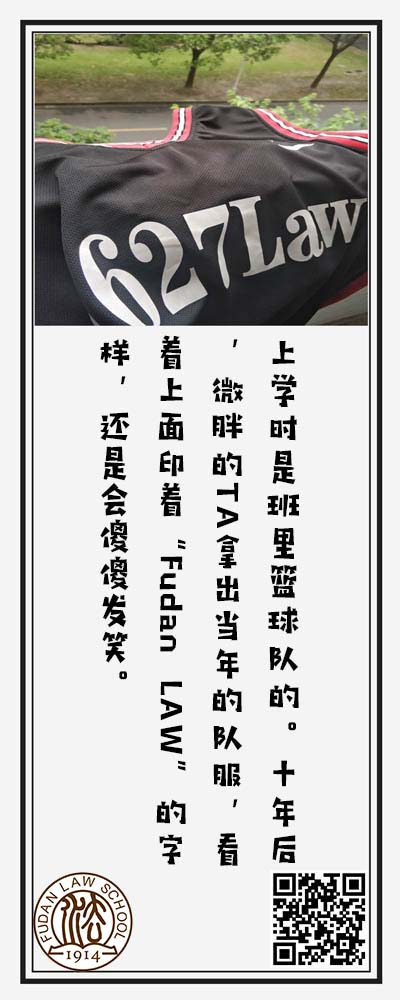 627Law
上学时是班里篮球队的。十年后
，微胖的TA拿出当年的队服，看
着上面印着“Fudan LAW”的字
样，还是会傻傻发笑。
FUDAN LAW SCHOOL
1914